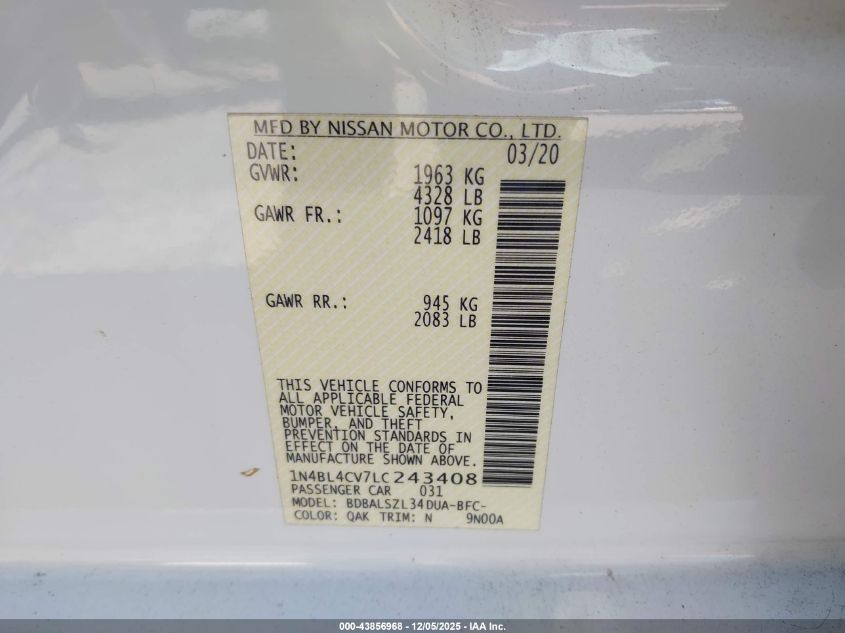 MFD BY NISSAN MOTOR CO., LTD.
DATE: 03/20
GVWR: 1963 KG
4328 LB
GAWR FR.: 1097 KG
2418 LB
GAWR RR.: 945 KG
2083 LB
THIS VEHICLE CONFORMS TO
ALL APPLICABLE FEDERAL
MOTOR VEHICLE SAFETY,
BUMPER, AND THEFT
PREVENTION STANDARDS IN
EFFECT ON THE DATE OF
MANUFACTURE SHOWN ABOVE.
1N4BL4CV7LC243408
PASSENGER CAR 031
MODEL: BDBALSZL34DUA-BFC-
COLOR: QAK TRIM: N 9N00A
000-43856968 - 12/05/2025 - IAA Inc.